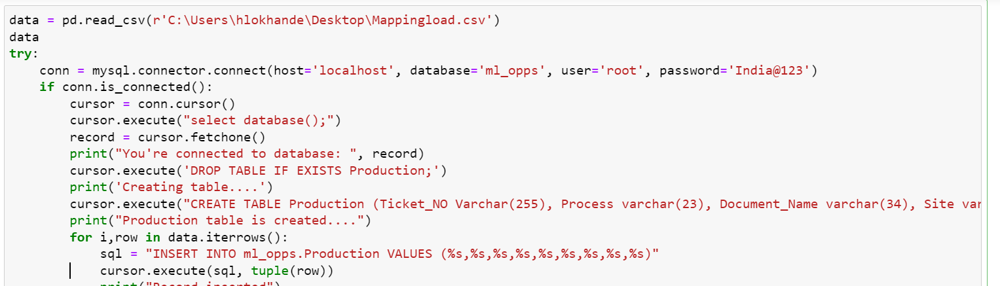 data = pd.read_csv(r'C:\Users\hlokhande\Desktop\Mappingload.csv')
data
try:
    conn = mysql.connector.connect(host='localhost', database='ml_opps', user='root', password='India@123')
    if conn.is_connected():
        cursor = conn.cursor()
        cursor.execute("select database();")
        record = cursor.fetchone()
        print("You're connected to database: ", record)
        cursor.execute('DROP TABLE IF EXISTS Production;')
        print('Creating table....')
        cursor.execute("CREATE TABLE Production (Ticket_NO Varchar(255), Process varchar(23), Document_Name varchar(34), Site var
        print("Production table is created....")
        for i,row in data.iterrows():
            sql = "INSERT INTO ml_opps.Production VALUES (%s,%s,%s,%s,%s,%s,%s,%s,%s)"
            cursor.execute(sql, tuple(row))
            print("Record inserted")